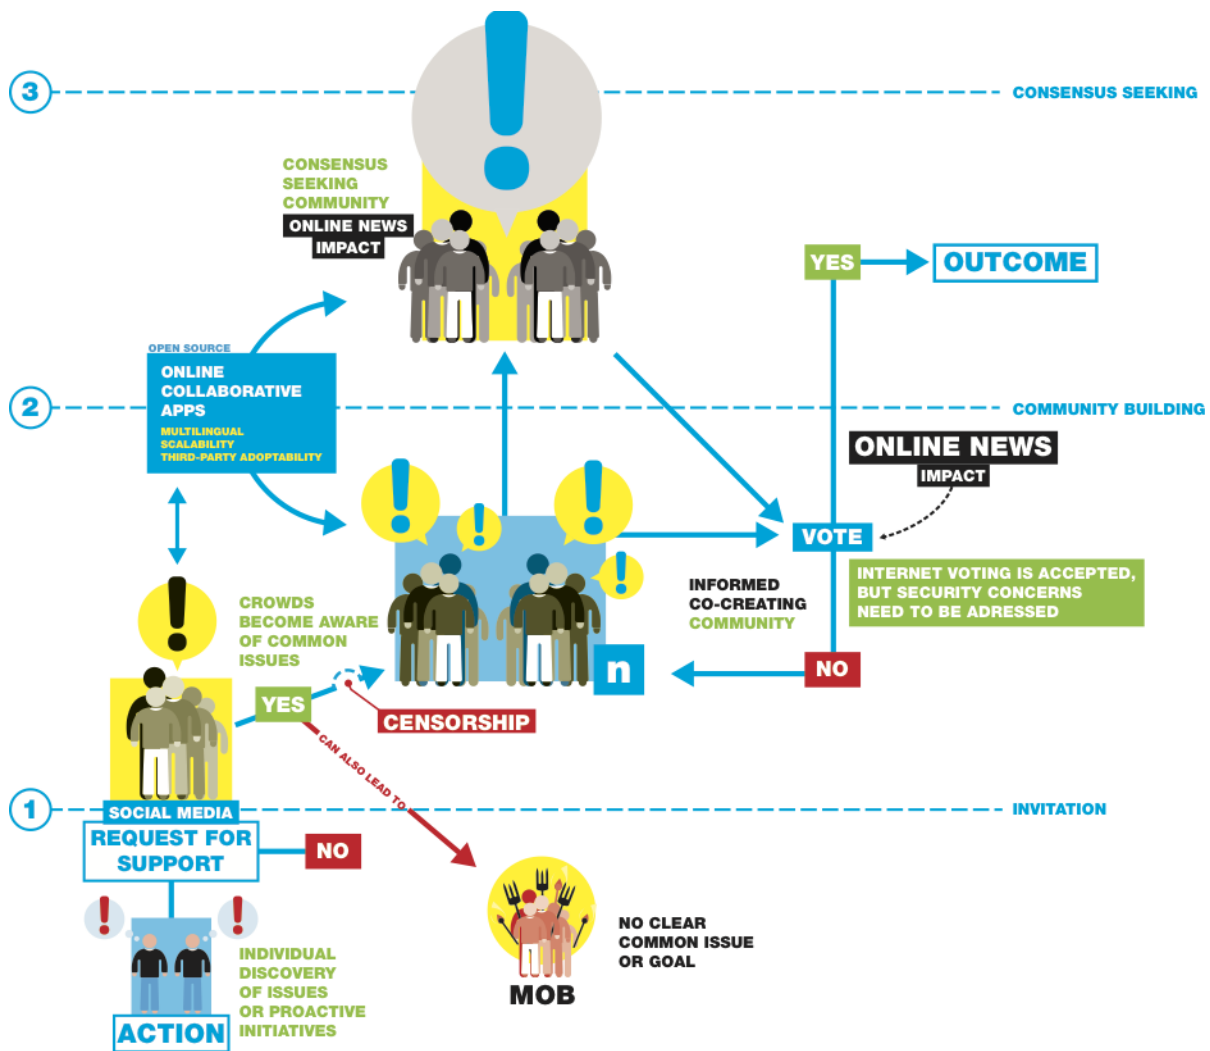 3
CONSENSUS SEEKING
CONSENSUS
SEEKING
COMMUNITY
ONLINE NEWS
IMPACT
YES
OUTCOME
OPEN SOURCE
ONLINE
COLLABORATIVE
APPS
MULTILINGUAL
SCALABILITY
THIRD-PARTY ADOPTABILITY
2
COMMUNITY BUILDING
ONLINE NEWS
IMPACT
VOTE
INTERNET VOTING IS ACCEPTED,
BUT SECURITY CONCERNS
NEED TO BE ADRESSED
INFORMED
CO-CREATING
COMMUNITY
n
NO
CROWDS
BECOME AWARE
OF COMMON
ISSUES
YES
CENSORSHIP
CAN ALSO LEAD TO
1
INVITATION
SOCIAL MEDIA
REQUEST FOR
SUPPORT
NO
NO CLEAR
COMMON ISSUE
OR GOAL
MOB
INDIVIDUAL
DISCOVERY
OF ISSUES
OR PROACTIVE
INITIATIVES
ACTION